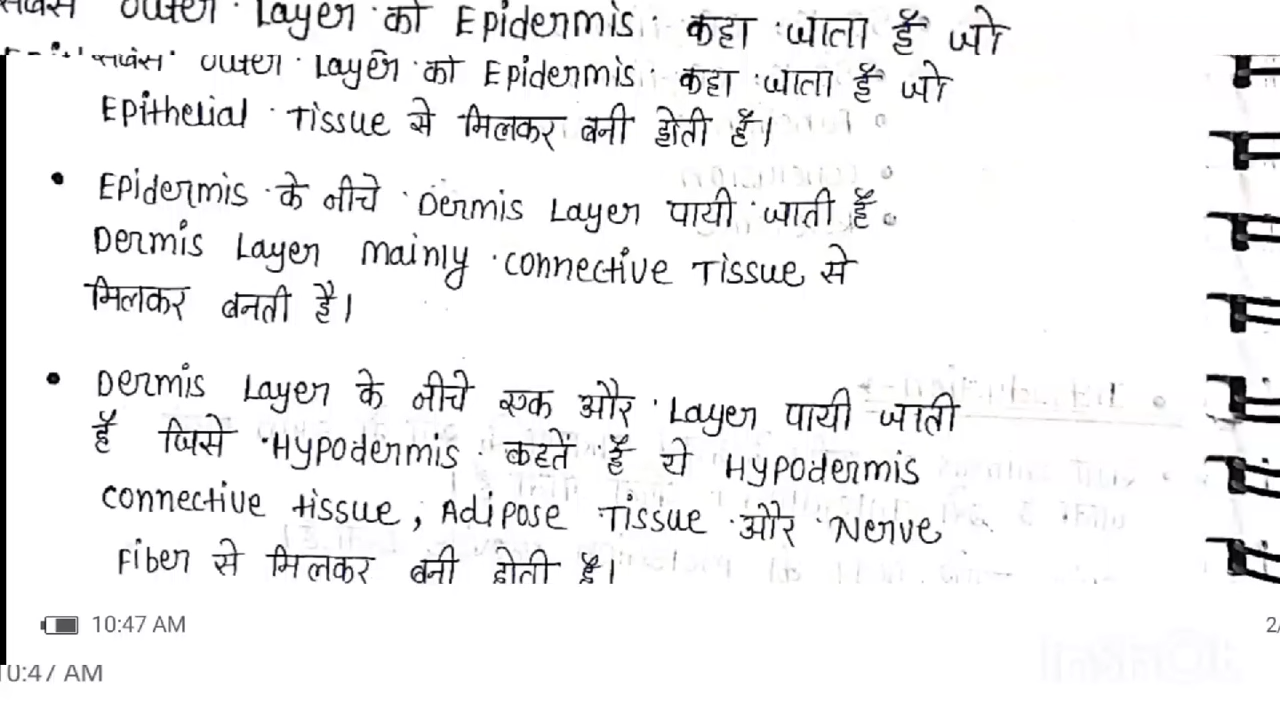 सबसे outer Layer को Epidermis कहा जाता हैं जो
सबसे outer Layer को Epidermis कहा जाता हैं जो
Epithelial Tissue से मिलकर बनी होती हैं।
• Epidermis के नीचे Dermis Layer पायी जाती हैं
Dermis Layer mainly connective Tissue से
मिलकर बनती है।
• Dermis Layer के नीचे एक और Layer पायी जाती
हैं जिसे Hypodermis कहतें हैं ये Hypodermis
connective tissue, Adipose Tissue और Nerve
Fiber से मिलकर बनी होती हैं।
10:47 AM
2/
10:47 AM